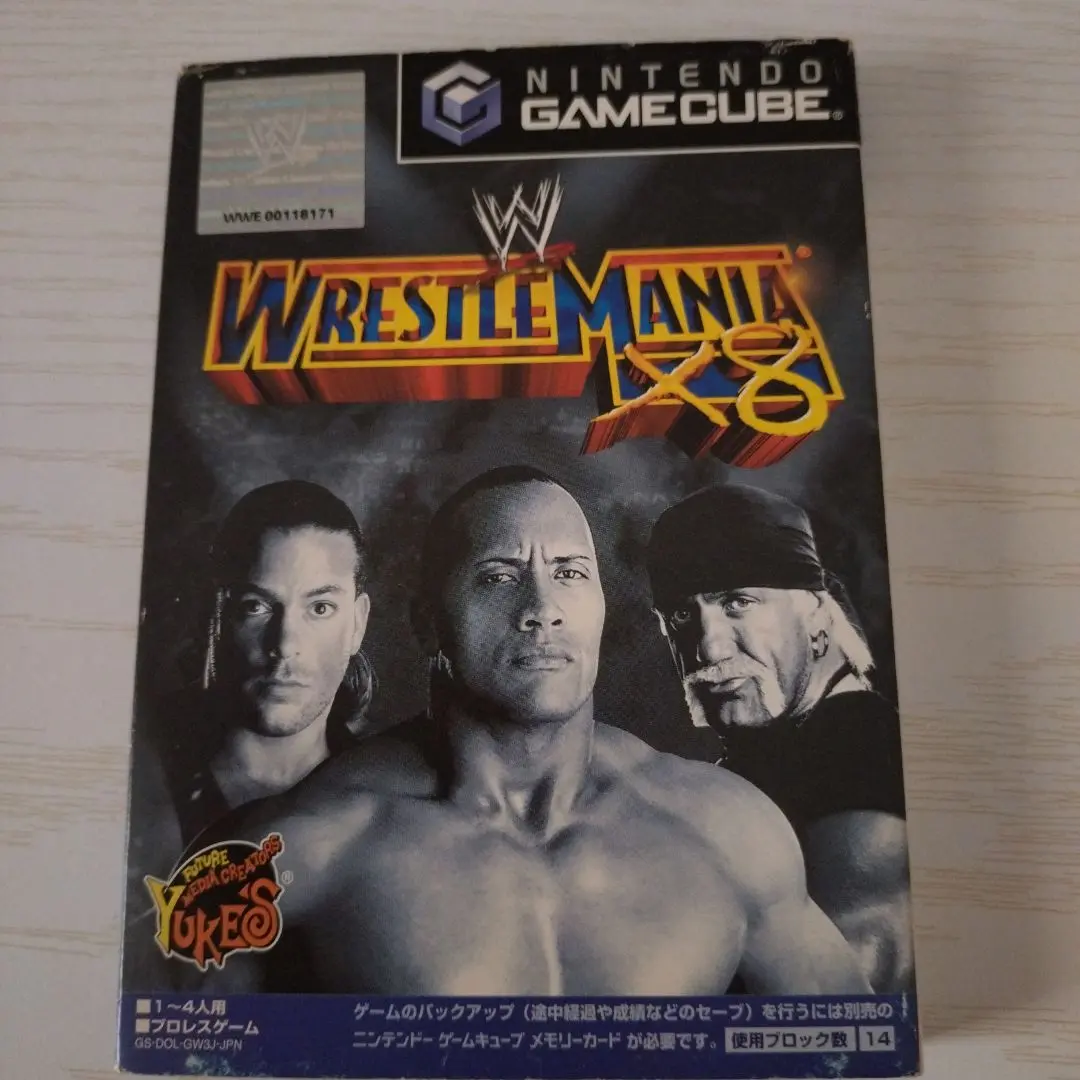 NINTENDO
GAMECUBE®
W
WWE 00118171
W
WRESTLEMANIA®
X8
FUTURE
MEDIA CREATORS
YUKE'S®
■1～4人用
■プロレスゲーム
GS-DOL-GW3J-JPN
ゲームのバックアップ（途中経過や成績などのセーブ）を行うには別売の
ニンテンドー ゲームキューブ メモリーカード が必要です。 使用ブロック数 14